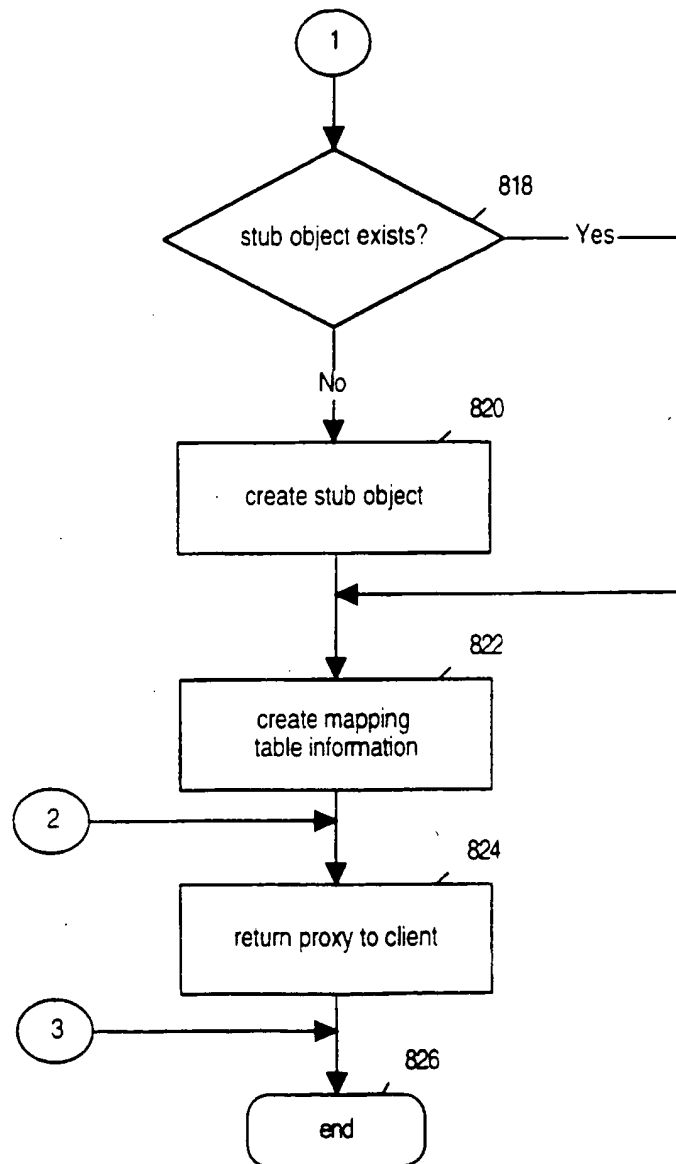 1
818
stub object exists?
Yes
No
820
create stub object
822
create mapping
table information
2
824
return proxy to client
3
826
end